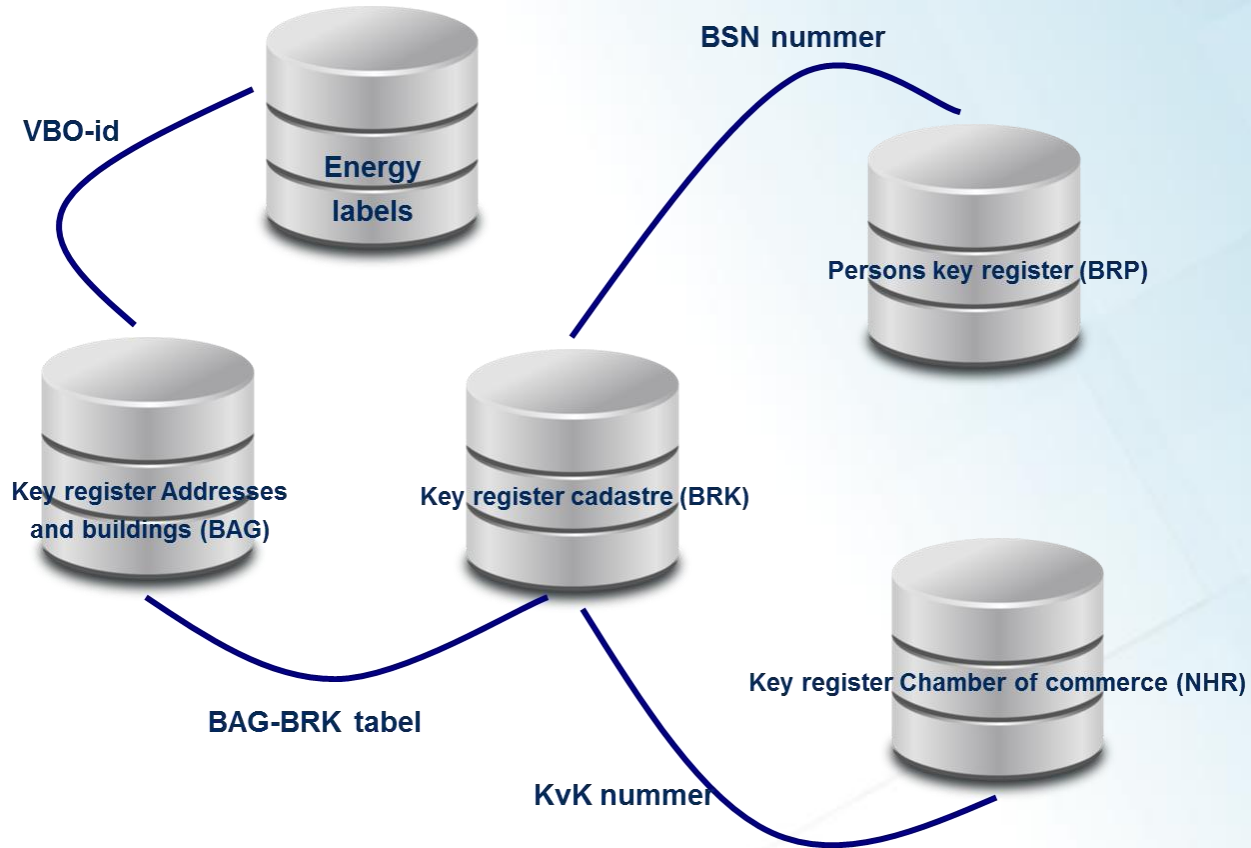 BSN nummer
VBO-id
Energy
labels
Persons key register (BRP)
Key register Addresses
and buildings (BAG)
Key register cadastre (BRK)
Key register Chamber of commerce (NHR)
BAG-BRK tabel
KvK nummer